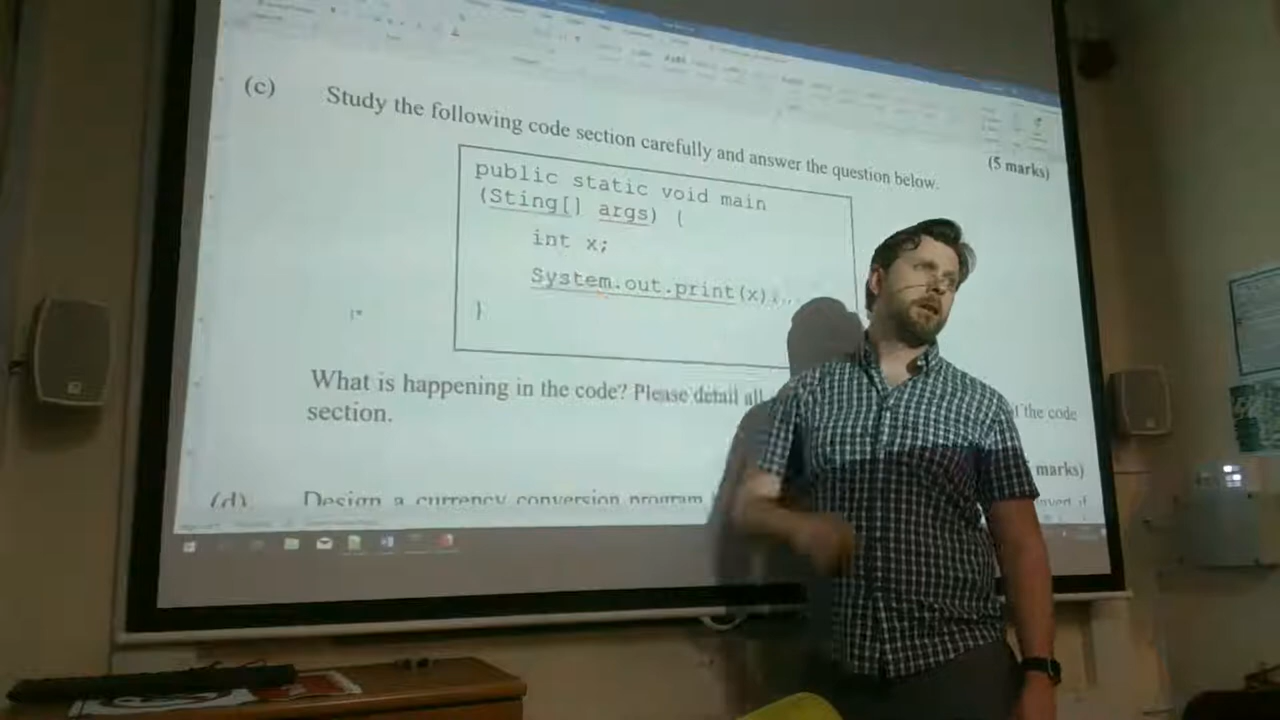 (c) Study the following code section carefully and answer the question below.
(5 marks)
public static void main
(Sting[] args) {
int x;
System.out.print(x);
}
What is happening in the code? Please detail all
the code
section.
marks)
(d) Design a currency conversion program